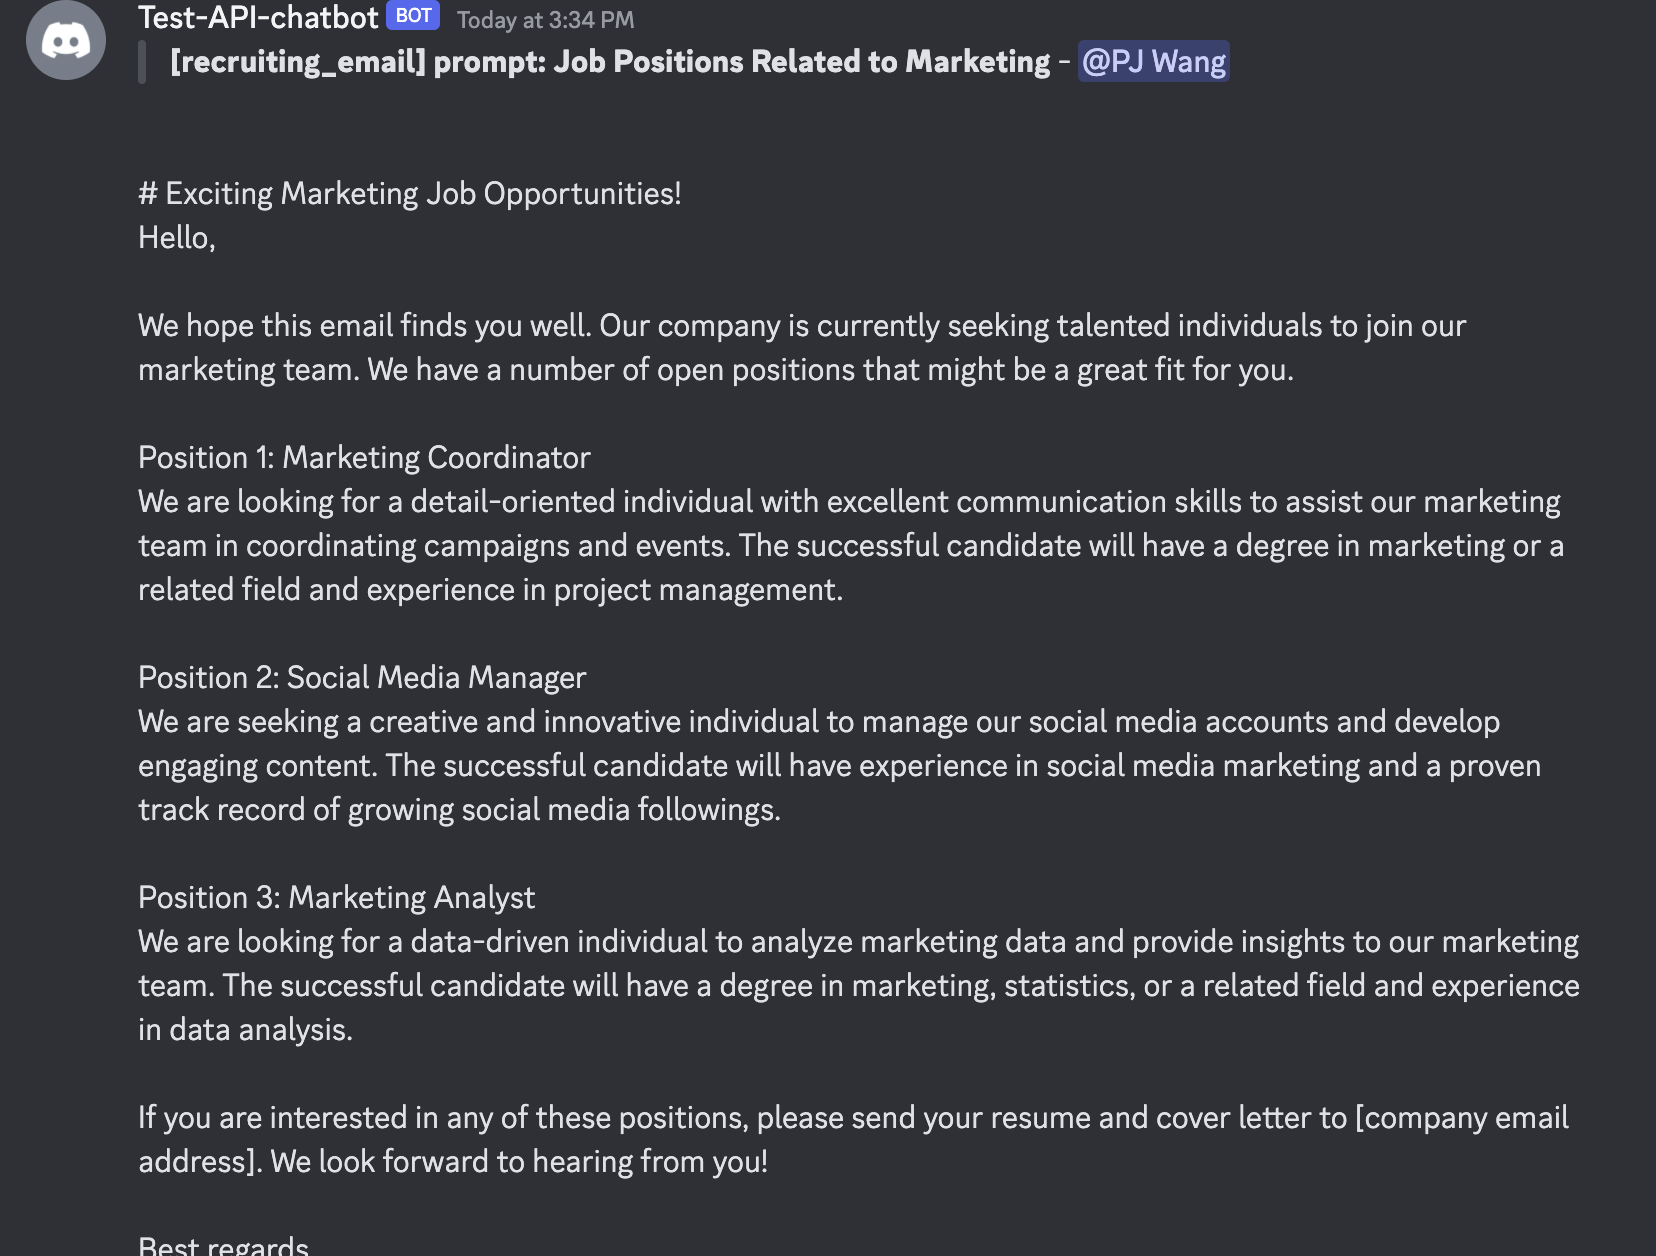 Test-API-chatbot BOT Today at 3:34 PM
[recruiting_email] prompt: Job Positions Related to Marketing - @PJ Wang
# Exciting Marketing Job Opportunities!
Hello,
We hope this email finds you well. Our company is currently seeking talented individuals to join our
marketing team. We have a number of open positions that might be a great fit for you.
Position 1: Marketing Coordinator
We are looking for a detail-oriented individual with excellent communication skills to assist our marketing
team in coordinating campaigns and events. The successful candidate will have a degree in marketing or a
related field and experience in project management.
Position 2: Social Media Manager
We are seeking a creative and innovative individual to manage our social media accounts and develop
engaging content. The successful candidate will have experience in social media marketing and a proven
track record of growing social media followings.
Position 3: Marketing Analyst
We are looking for a data-driven individual to analyze marketing data and provide insights to our marketing
team. The successful candidate will have a degree in marketing, statistics, or a related field and experience
in data analysis.
If you are interested in any of these positions, please send your resume and cover letter to [company email
address]. We look forward to hearing from you!
Best regards